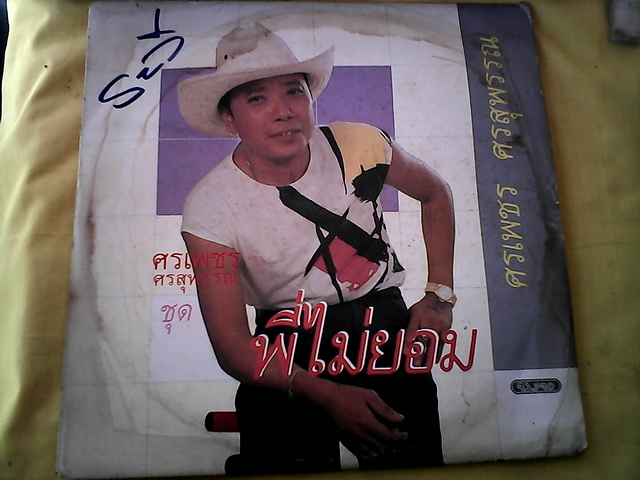 ศรเพชร
ศรสุพรรณ
ชุด
พี่ไม่ยอม
ศรเพชร ศรสุพรรณ